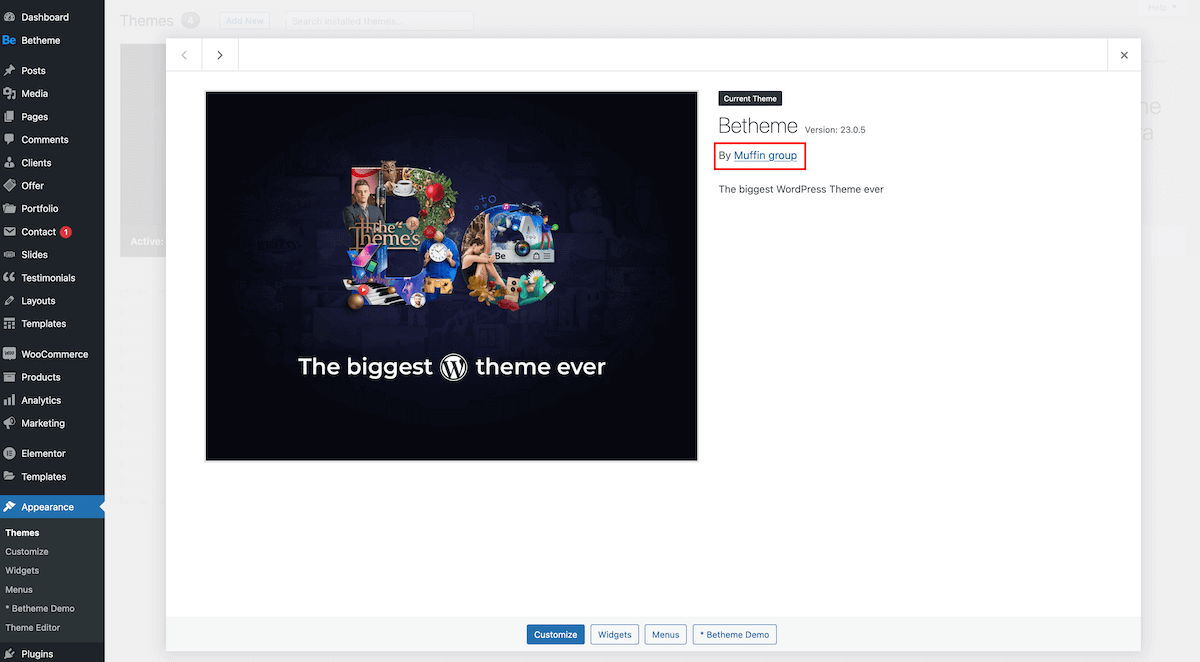 Dashboard
Be Betheme
Posts
Media
Pages
Comments
Clients
Offer
Portfolio
Contact 1
Slides
Testimonials
Layouts
Templates
WooCommerce
Products
Analytics
Marketing
Elementor
Templates
Appearance
Themes
Customize
Widgets
Menus
* Betheme Demo
Theme Editor
Plugins
Themes 4
Add New
Search installed themes...
Help
Active:
Current Theme
Betheme Version: 23.0.5
By Muffin group
The biggest WordPress Theme ever
The
Themes
Be
The biggest W theme ever
Customize
Widgets
Menus
* Betheme Demo